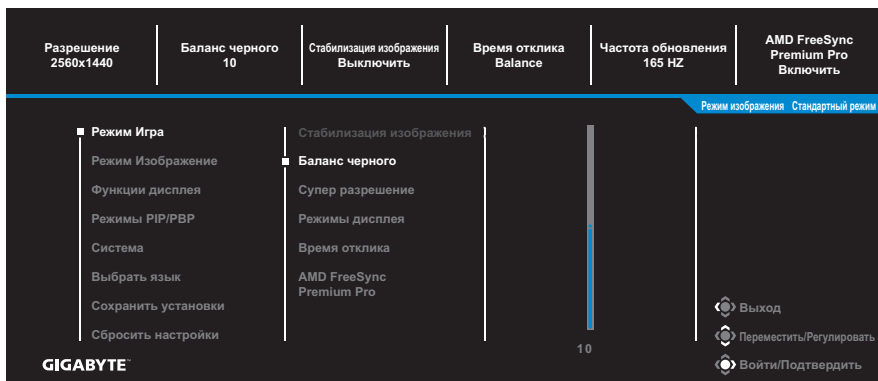 Разрешение
2560x1440
Баланс черного
10
Стабилизация изображения
Выключить
Время отклика
Balance
Частота обновления
165 HZ
AMD FreeSync
Premium Pro
Включить
Режим изображения Стандартный режим
Режим Игра
Режим Изображение
Функции дисплея
Режимы PIP/PBP
Система
Выбрать язык
Сохранить установки
Сбросить настройки
Стабилизация изображения
Баланс черного
Супер разрешение
Режимы дисплея
Время отклика
AMD FreeSync
Premium Pro
10
Выход
Переместить/Регулировать
Войти/Подтвердить
GIGABYTE™